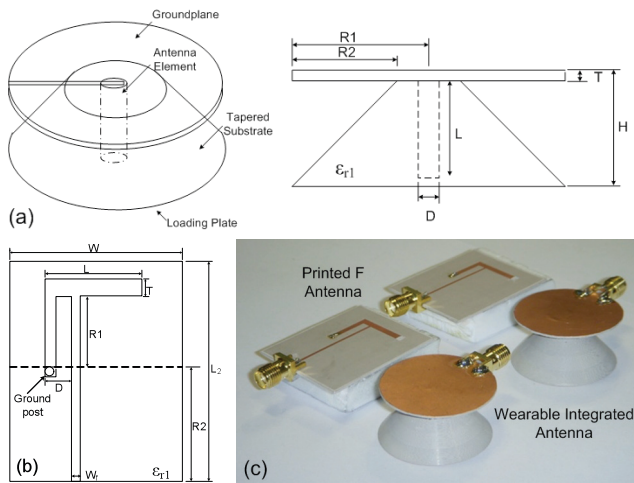 Groundplane
Antenna
Element
Tapered
Substrate
εr1
Loading Plate
(a)
R1
R2
T
H
L
εr1
D
W
L
T
R1
L2
Ground
post
D
R2
Wf
εr1
(b)
Printed F
Antenna
Wearable Integrated
Antenna
(c)